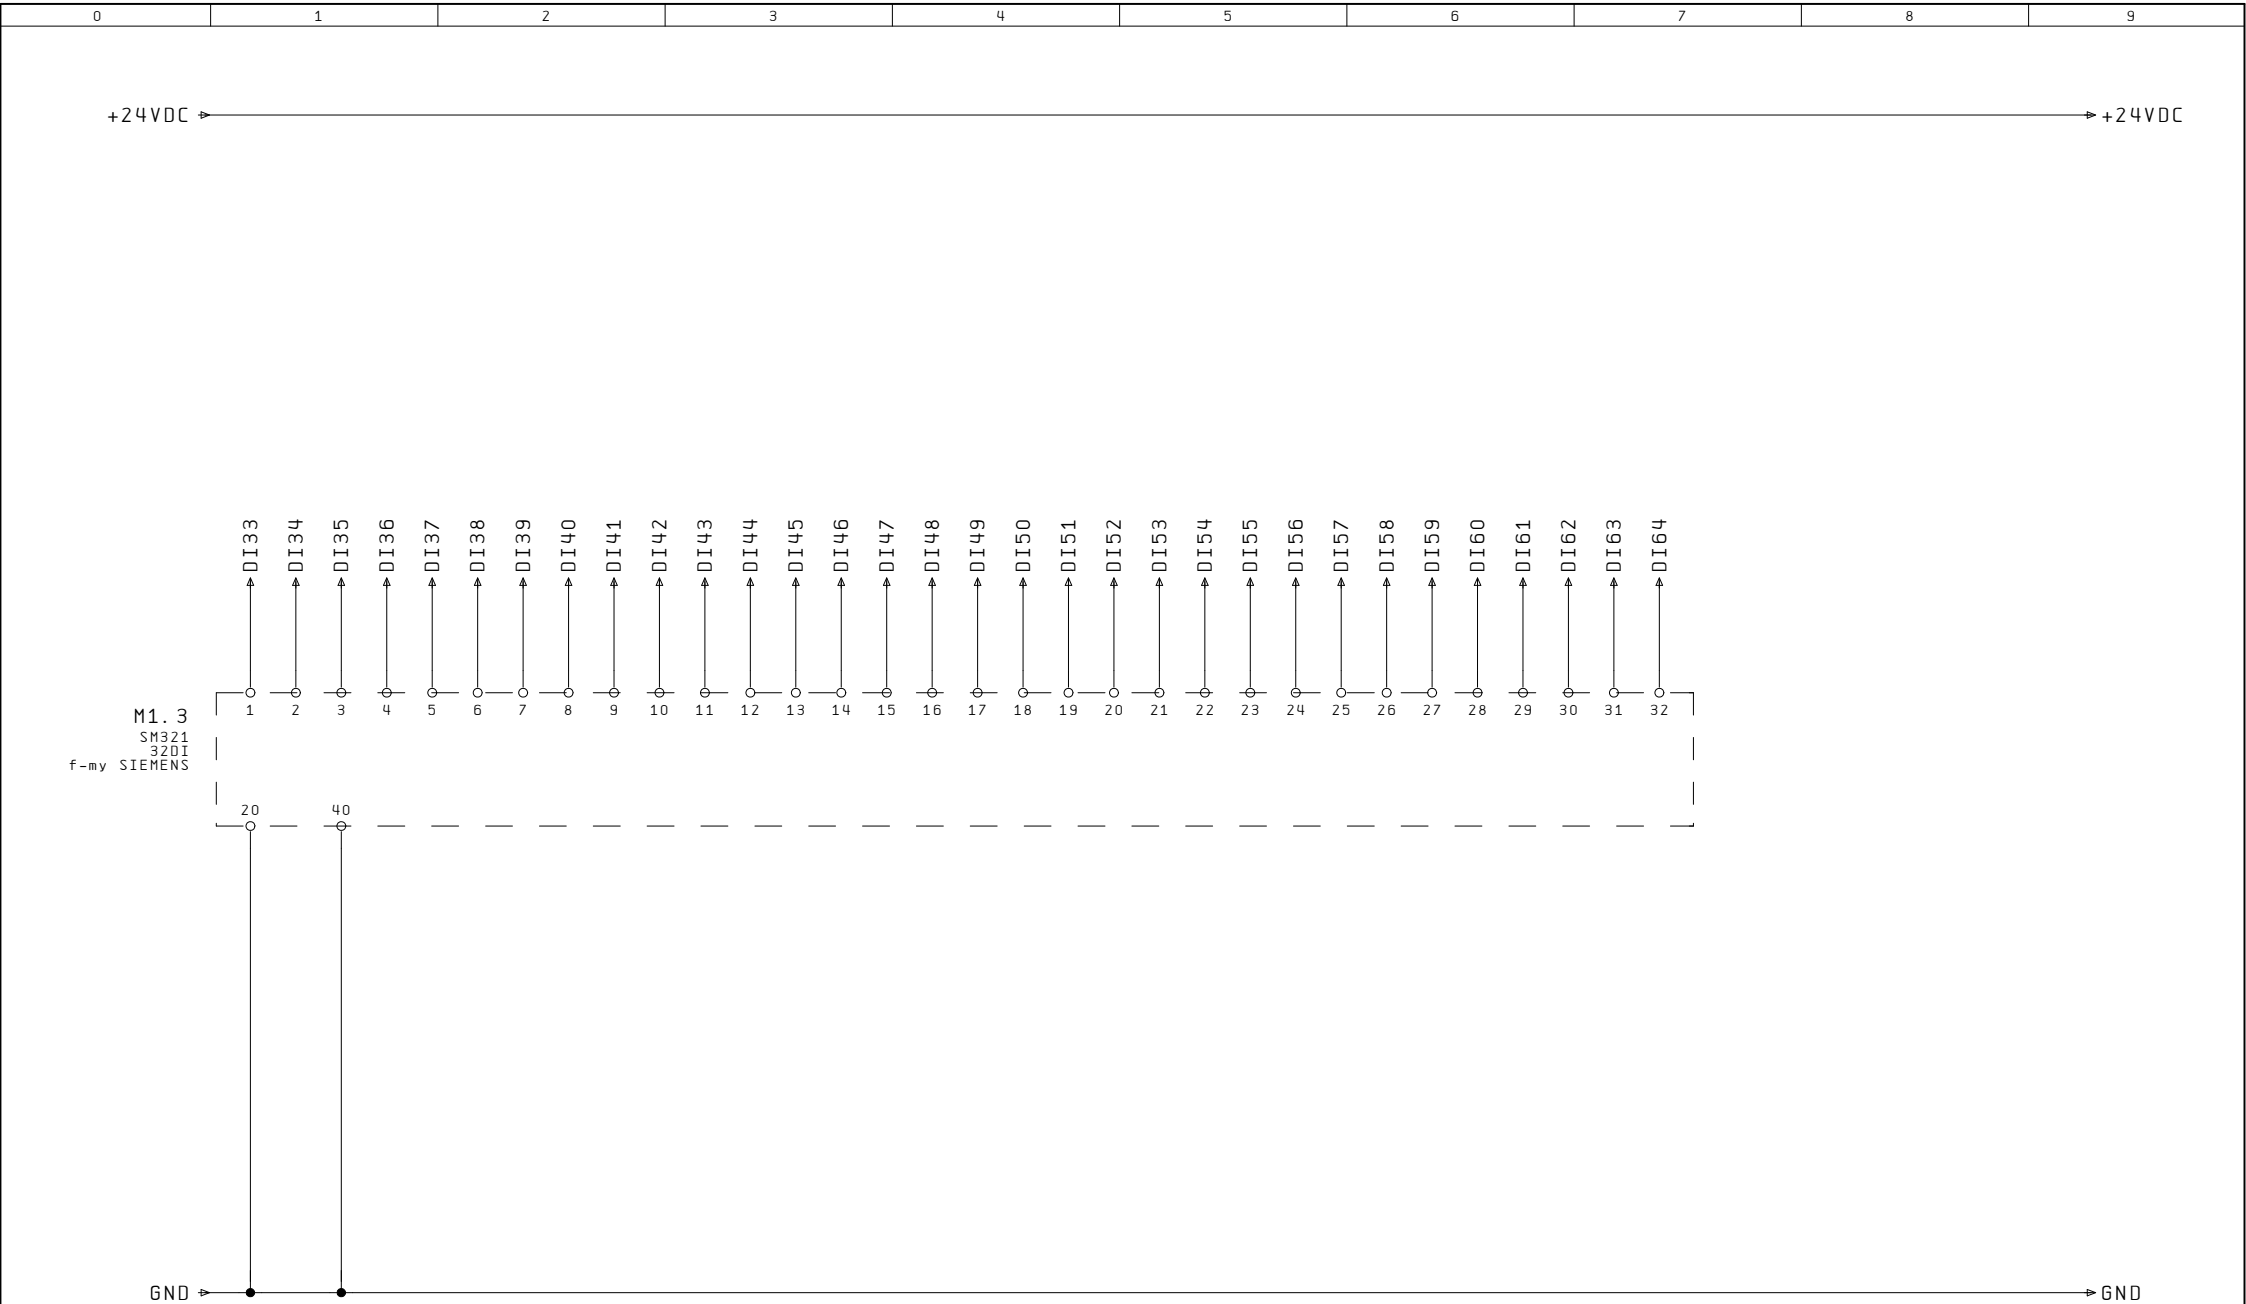 0 1 2 3 4 5 6 7 8 9
+24VDC +24VDC
DI33 DI34 DI35 DI36 DI37 DI38 DI39 DI40 DI41 DI42 DI43 DI44 DI45 DI46 DI47 DI48 DI49 DI50 DI51 DI52 DI53 DI54 DI55 DI56 DI57 DI58 DI59 DI60 DI61 DI62 DI63 DI64
1 2 3 4 5 6 7 8 9 10 11 12 13 14 15 16 17 18 19 20 21 22 23 24 25 26 27 28 29 30 31 32
M1.3
SM321
32DI
f-my SIEMENS
20 40
GND GND